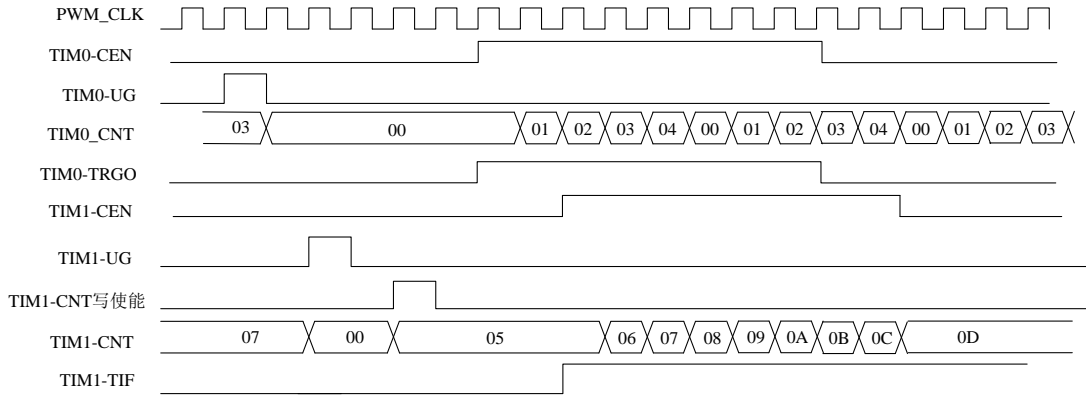 PWM_CLK
TIM0-CEN
TIM0-UG
TIM0_CNT 03 00 01 02 03 04 00 01 02 03 04 00 01 02 03
TIM0-TRGO
TIM1-CEN
TIM1-UG
TIM1-CNT写使能
TIM1-CNT 07 00 05 06 07 08 09 0A 0B 0C 0D
TIM1-TIF